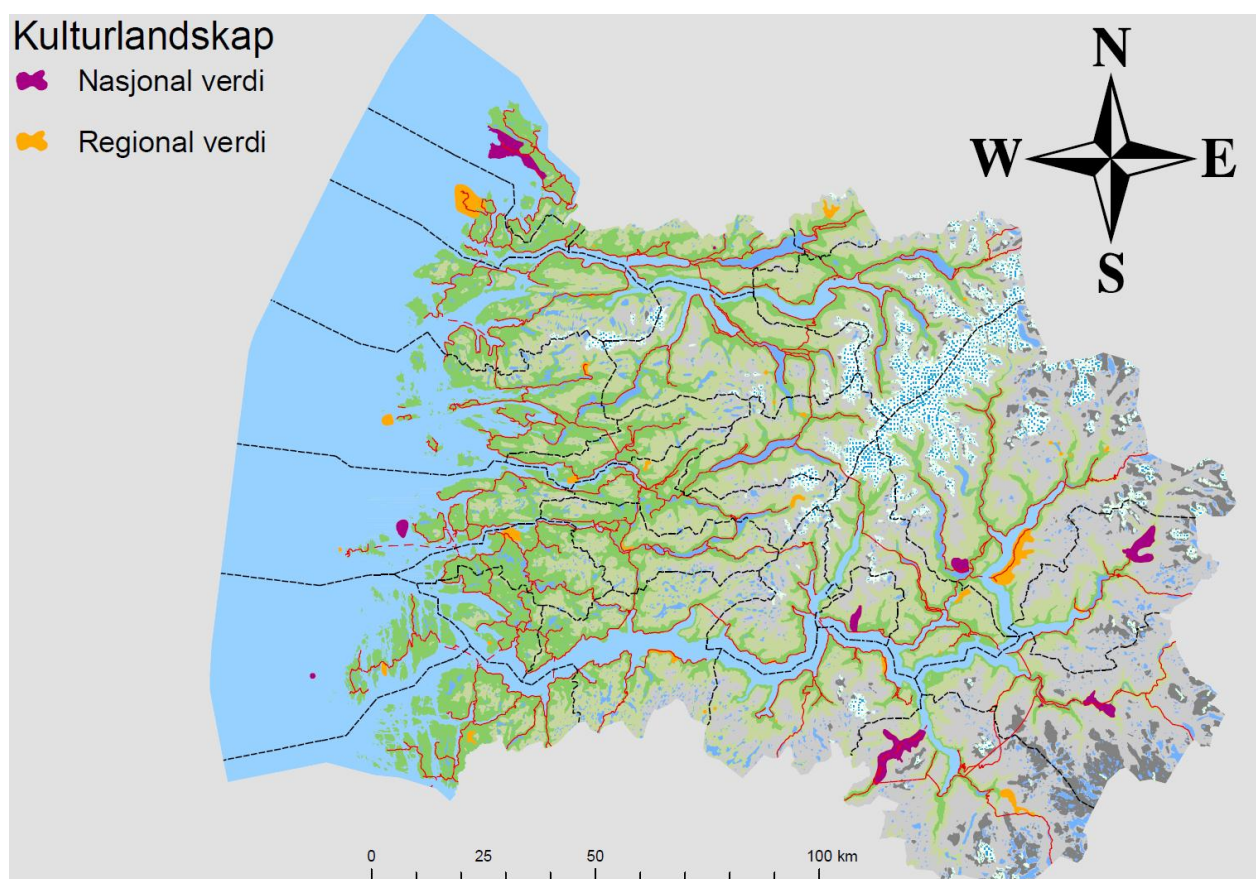 Kulturlandskap
Nasjonal verdi
Regional verdi
N
W E
S
0 25 50 100 km